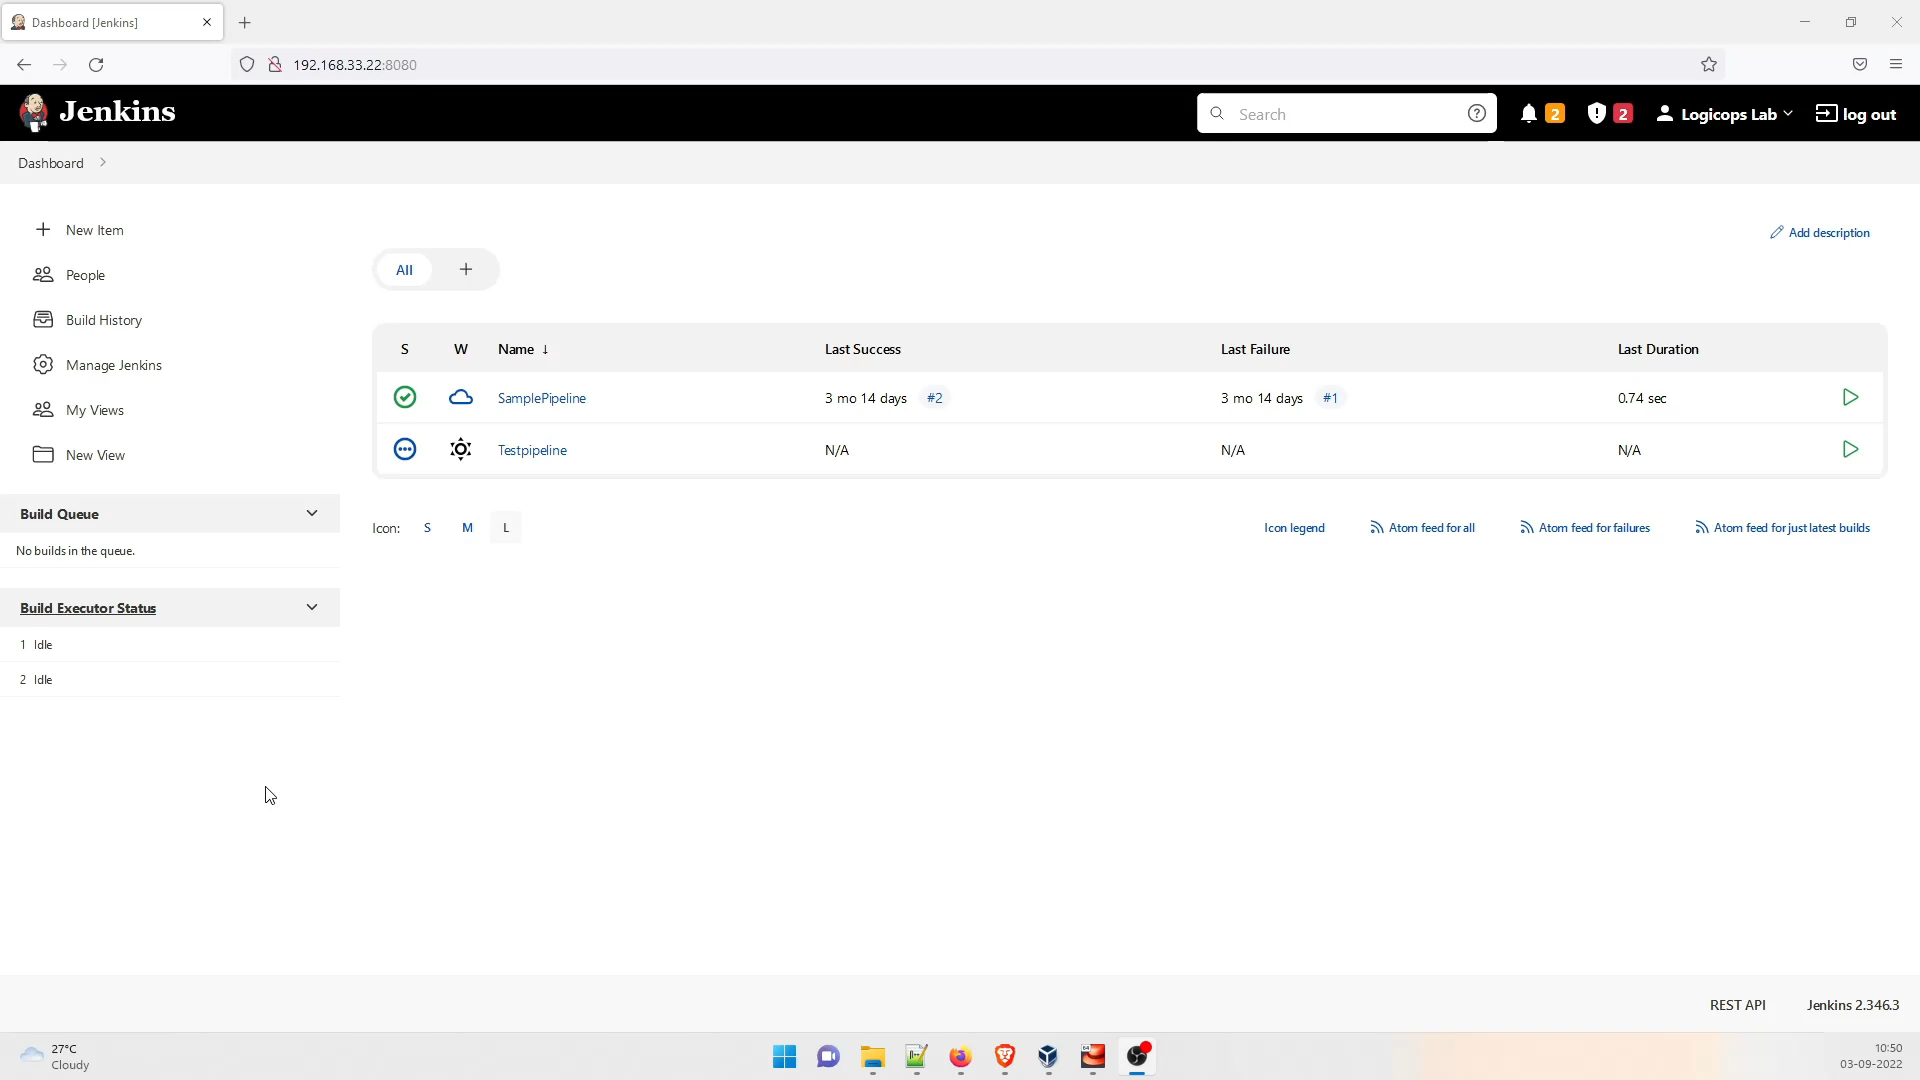 Dashboard [Jenkins]
192.168.33.22:8080
Jenkins
Search
2
2
Logicops Lab
log out
Dashboard
New Item
People
Build History
Manage Jenkins
My Views
New View
Add description
All
S W Name ↓ Last Success Last Failure Last Duration
SamplePipeline 3 mo 14 days #2 3 mo 14 days #1 0.74 sec
Testpipeline N/A N/A N/A
Icon: S M L
Icon legend
Atom feed for all
Atom feed for failures
Atom feed for just latest builds
Build Queue
No builds in the queue.
Build Executor Status
1 Idle
2 Idle
REST API
Jenkins 2.346.3
27°C
Cloudy
10:50
03-09-2022